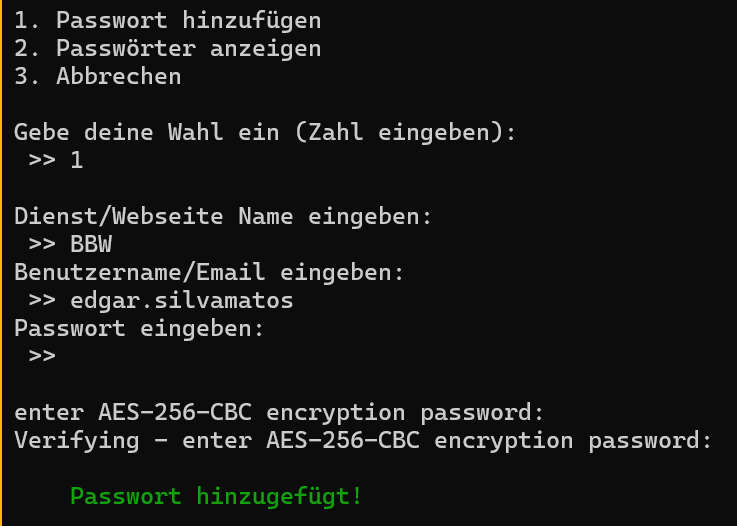 1. Passwort hinzufügen
2. Passwörter anzeigen
3. Abbrechen
Gebe deine Wahl ein (Zahl eingeben):
>> 1
Dienst/Webseite Name eingeben:
>> BBW
Benutzername/Email eingeben:
>> edgar.silvamatos
Passwort eingeben:
>>
enter AES-256-CBC encryption password:
Verifying - enter AES-256-CBC encryption password:
Passwort hinzugefügt!